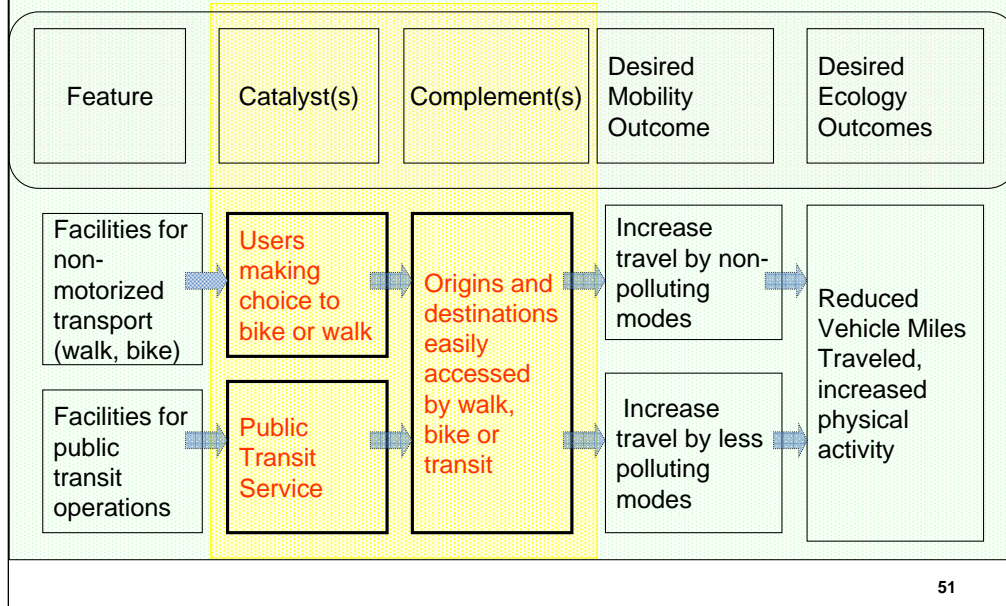 Feature
Catalyst(s)
Complement(s)
Desired
Mobility
Outcome
Desired
Ecology
Outcomes
Facilities for
non-
motorized
transport
(walk, bike)
Users
making
choice to
bike or walk
Origins and
destinations
easily
accessed
by walk,
bike or
transit
Increase
travel by non-
polluting
modes
Reduced
Vehicle Miles
Traveled,
increased
physical
activity
Facilities for
public
transit
operations
Public
Transit
Service
Increase
travel by less
polluting
modes
51